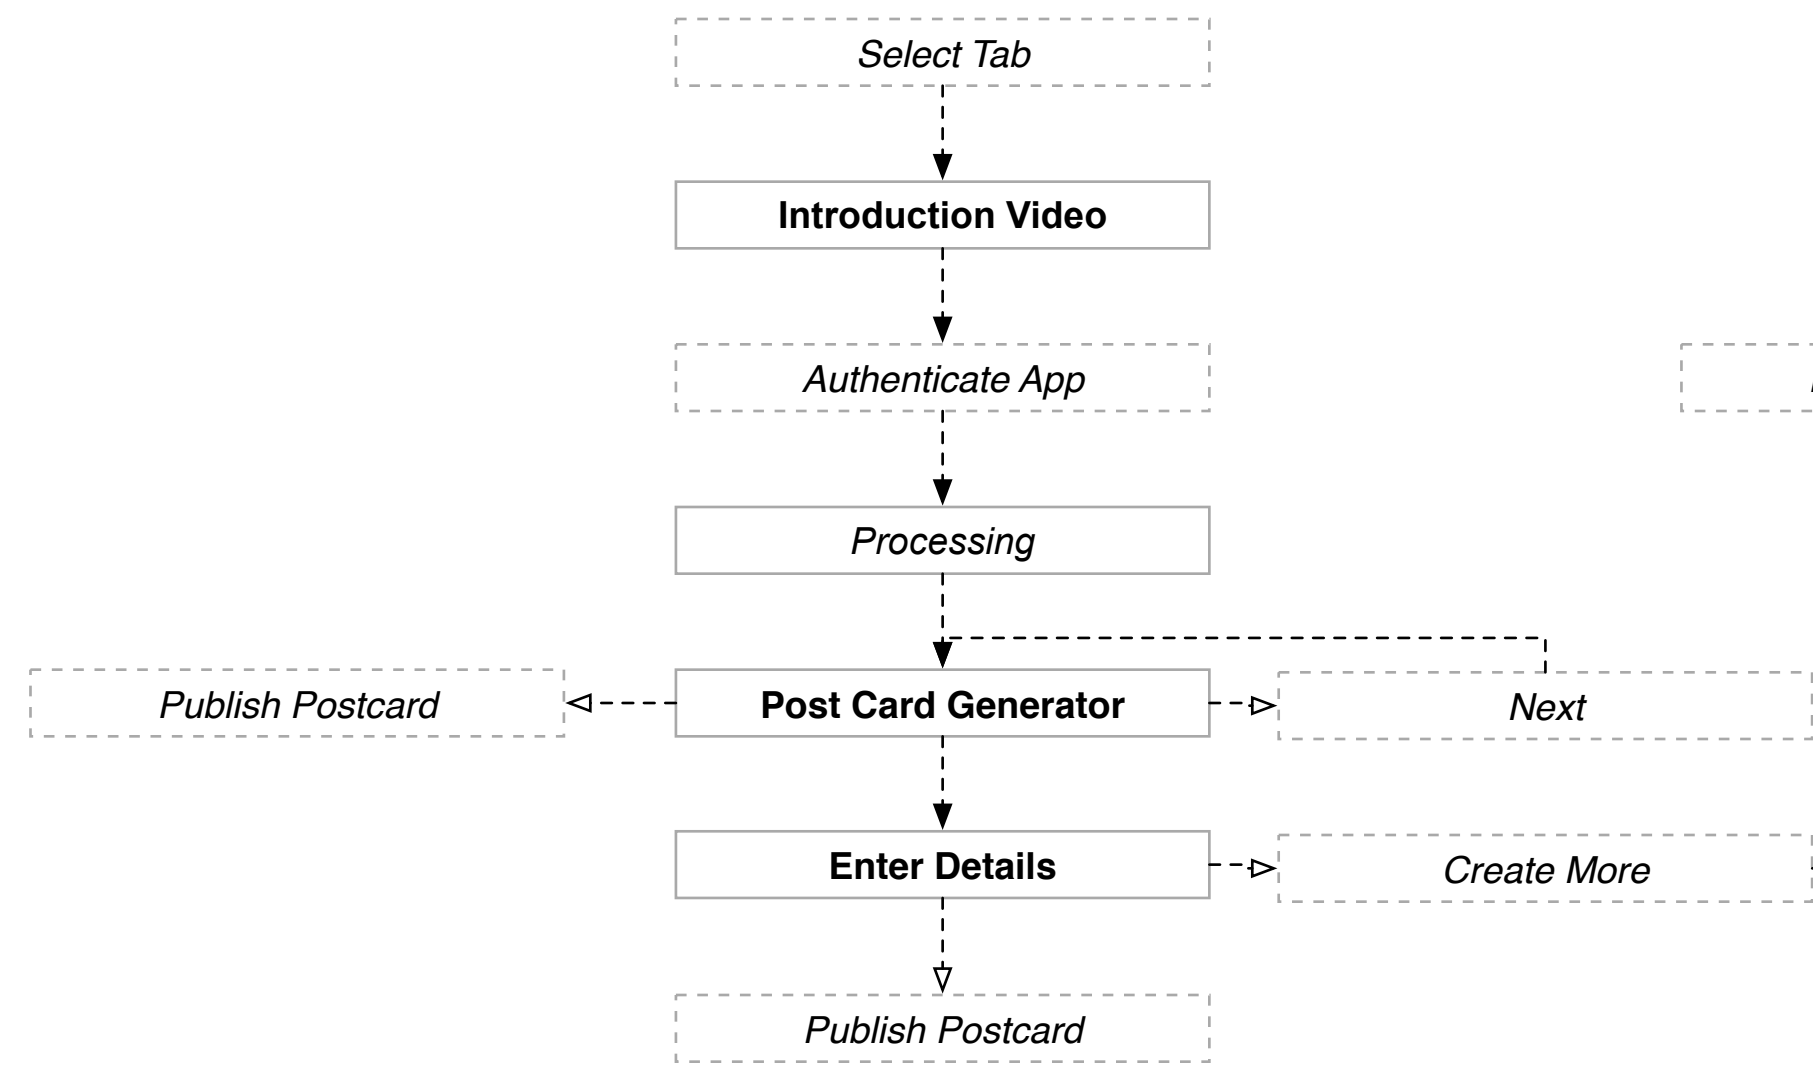 Select Tab
Introduction Video
Authenticate App
Processing
Publish Postcard
Post Card Generator
Next
Enter Details
Create More
Publish Postcard